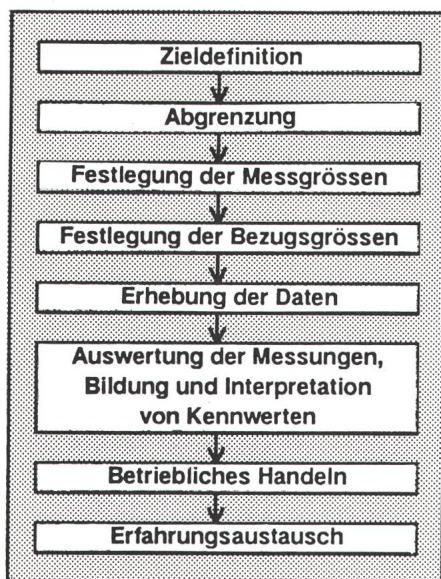 Zieldefinition
Abgrenzung
Festlegung der Messgrössen
Festlegung der Bezugsgrössen
Erhebung der Daten
Auswertung der Messungen,
Bildung und Interpretation
von Kennwerten
Betriebliches Handeln
Erfahrungsaustausch